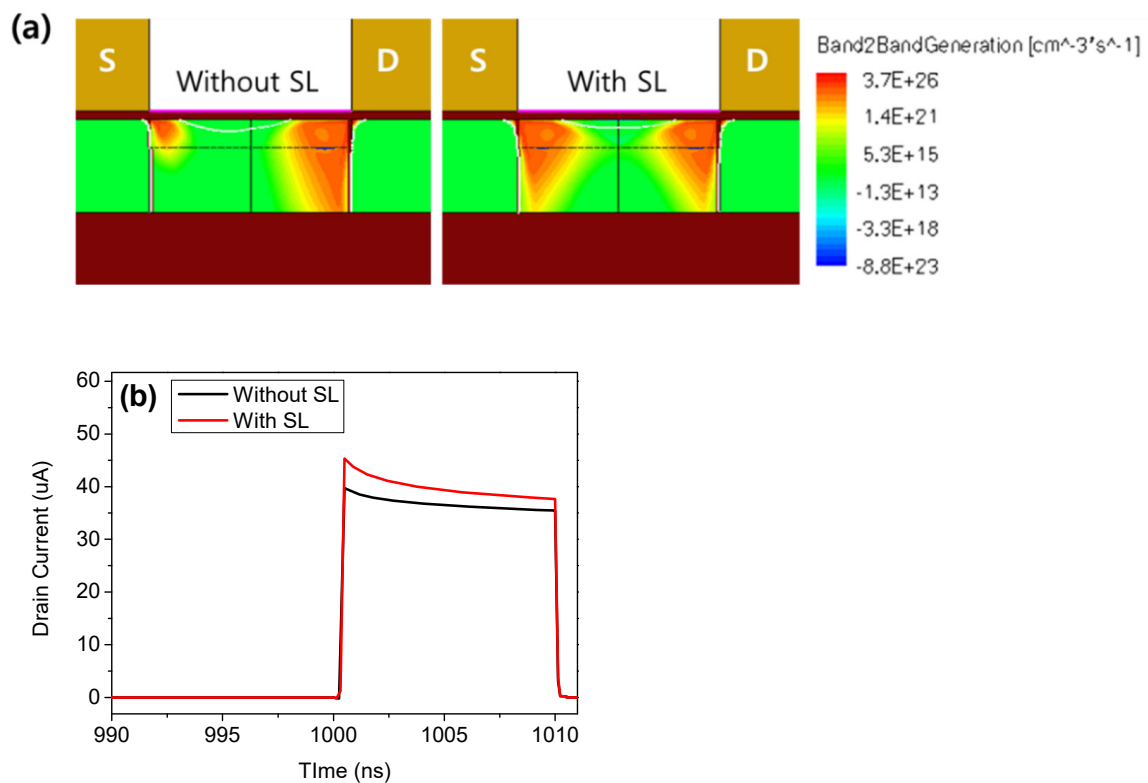 (a)
S
Without SL
D
S
With SL
D
Band2BandGeneration [cm^-3*s^-1]
3.7E+26
1.4E+21
5.3E+15
-1.3E+13
-3.3E+18
-8.8E+23
(b)
Without SL
With SL
60
50
40
30
20
10
0
Drain Current (uA)
990
995
1000
1005
1010
TIme (ns)